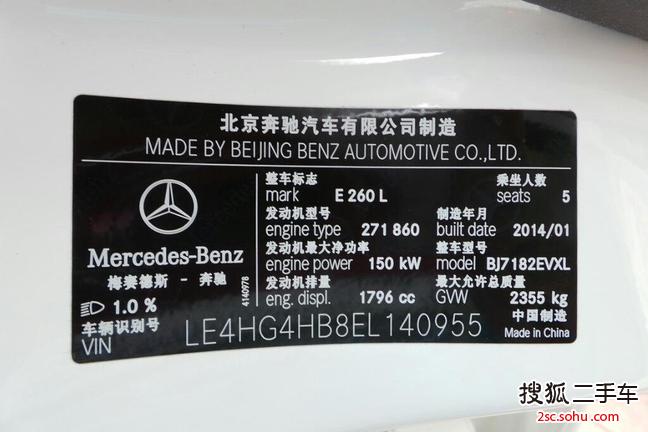 北京奔驰汽车有限公司制造
MADE BY BEIJING BENZ AUTOMOTIVE CO.,LTD.
Mercedes-Benz
梅赛德斯 - 奔驰
4140978
1.0 %
整车标志
mark E 260 L
乘坐人数
seats 5
发动机型号
engine type 271 860
制造年月
built date 2014/01
发动机最大净功率
engine power 150 kW
整车型号
model BJ7182EVXL
发动机排量
eng. displ. 1796 cc
最大允许总质量
GVW 2355 kg
车辆识别号
VIN LE4HG4HB8EL140955
中国制造
Made in China
搜狐二手车
2sc.sohu.com